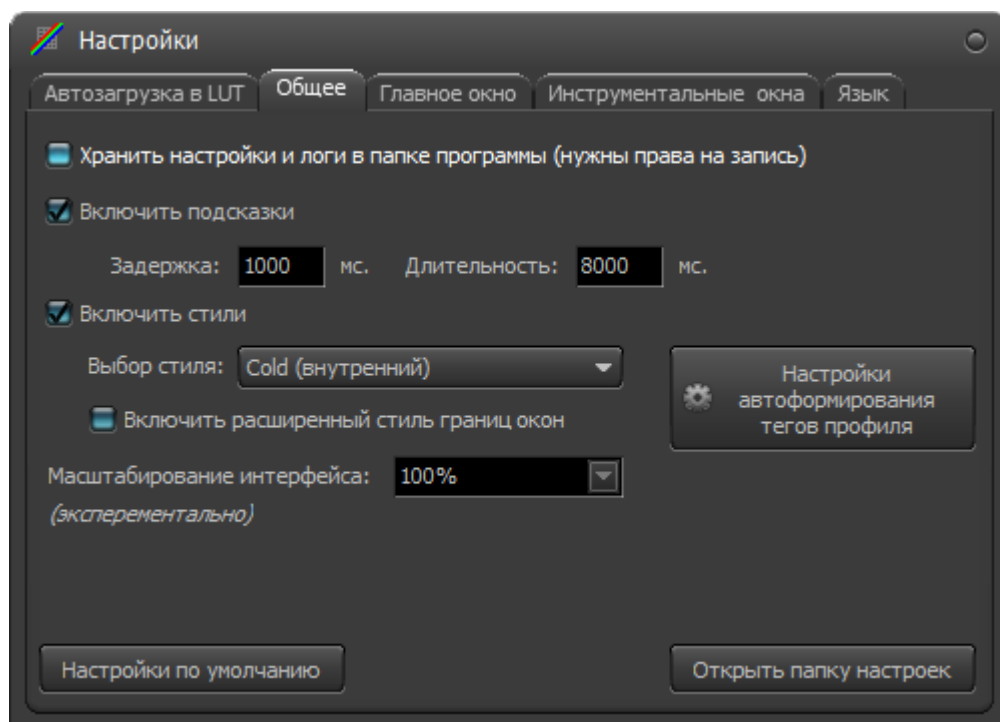 Настройки
Автозагрузка в LUT Общее Главное окно Инструментальные окна Язык
Хранить настройки и логи в папке программы (нужны права на запись)
Включить подсказки
Задержка: 1000 мс. Длительность: 8000 мс.
Включить стили
Выбор стиля: Cold (внутренний)
Настройки
автоформирования
тегов профиля
Включить расширенный стиль границ окон
Масштабирование интерфейса: 100%
(эксперементально)
Настройки по умолчанию Открыть папку настроек